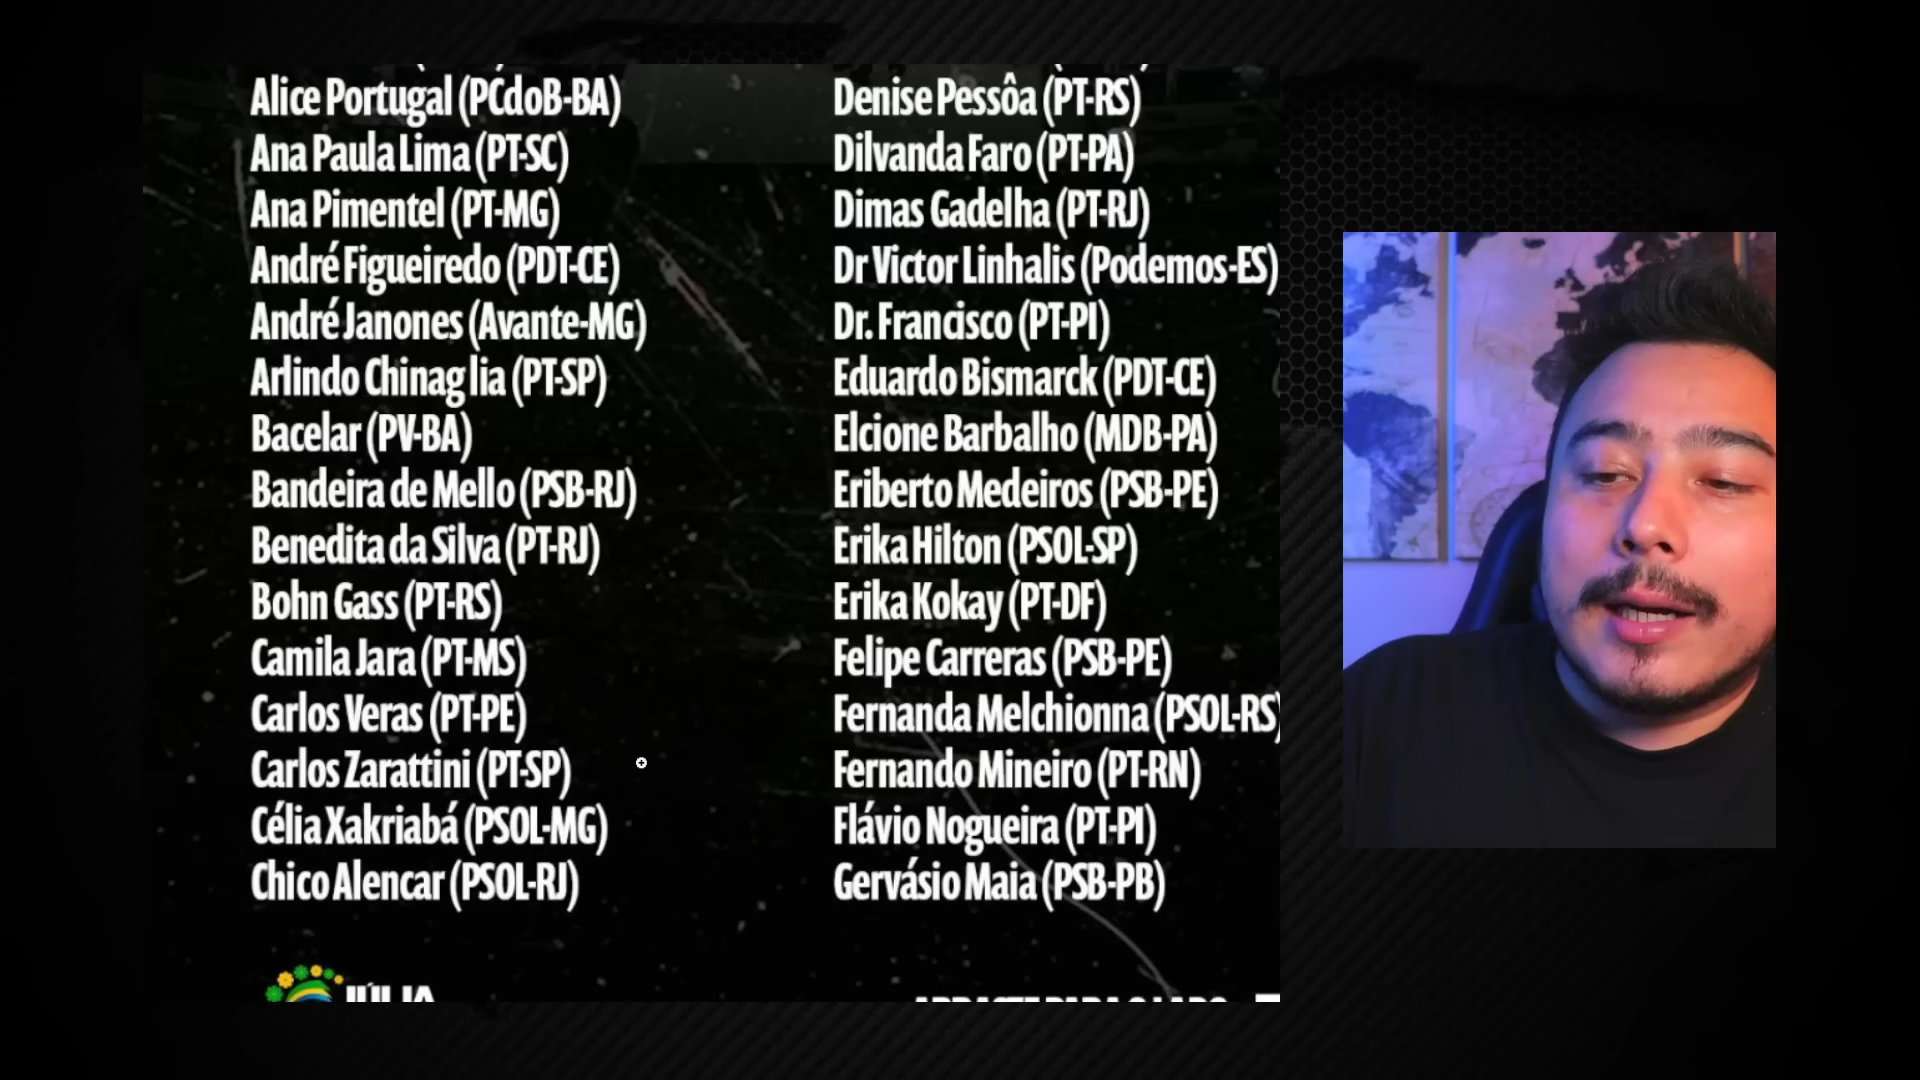 Alice Portugal (PCdoB-BA)
Ana Paula Lima (PT-SC)
Ana Pimentel (PT-MG)
André Figueiredo (PDT-CE)
André Janones (Avante-MG)
Arlindo Chinaglia (PT-SP)
Bacelar (PV-BA)
Bandeira de Mello (PSB-RJ)
Benedita da Silva (PT-RJ)
Bohn Gass (PT-RS)
Camila Jara (PT-MS)
Carlos Veras (PT-PE)
Carlos Zarattini (PT-SP)
Célia Xakriabá (PSOL-MG)
Chico Alencar (PSOL-RJ)
Denise Pessôa (PT-RS)
Dilvanda Faro (PT-PA)
Dimas Gadelha (PT-RJ)
Dr Victor Linhalis (Podemos-ES)
Dr. Francisco (PT-PI)
Eduardo Bismarck (PDT-CE)
Elcione Barbalho (MDB-PA)
Eriberto Medeiros (PSB-PE)
Erika Hilton (PSOL-SP)
Erika Kokay (PT-DF)
Felipe Carreras (PSB-PE)
Fernanda Melchionna (PSOL-RS)
Fernando Mineiro (PT-RN)
Flávio Nogueira (PT-PI)
Gervásio Maia (PSB-PB)
JÚLIA
ARRASTE PARA O LADO